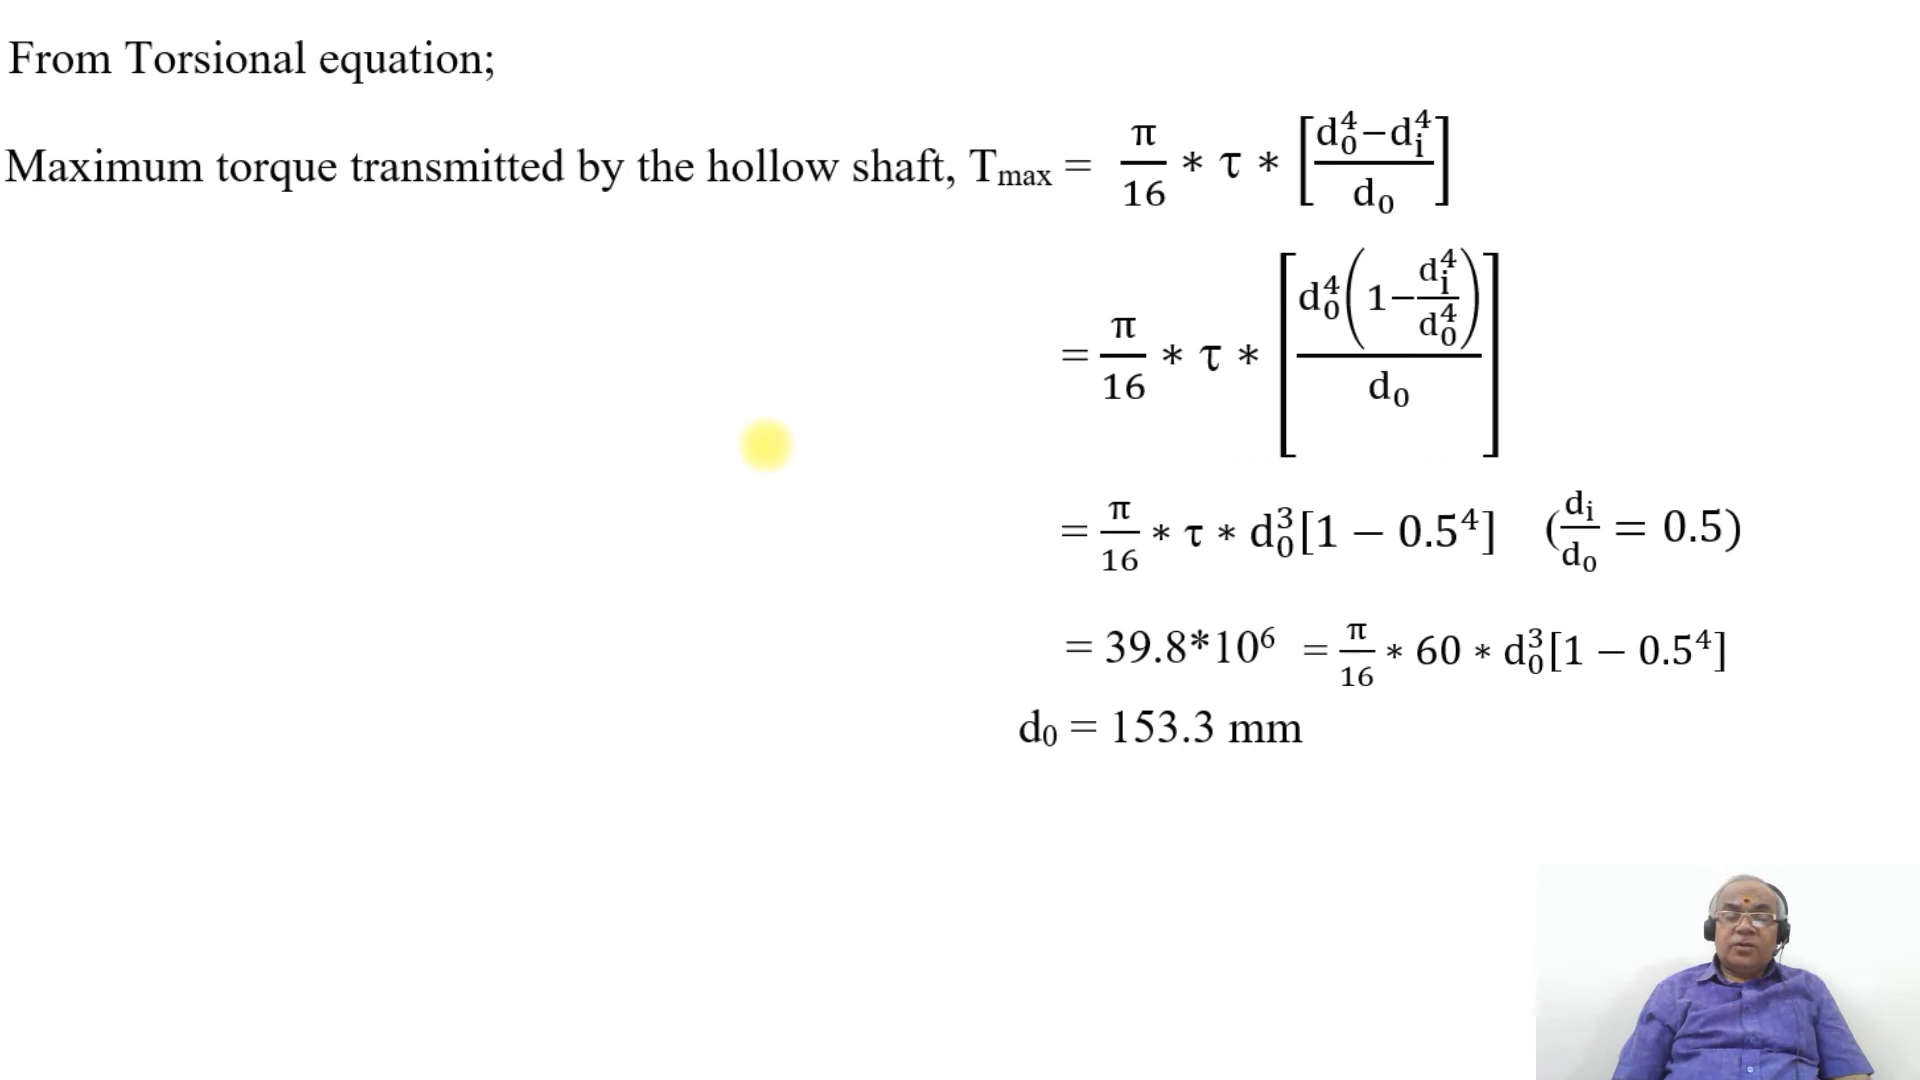 From Torsional equation;
Maximum torque transmitted by the hollow shaft, Tmax = π/16 * τ * [(d₀⁴−dᵢ⁴)/d₀]
= π/16 * τ * [d₀⁴(1−dᵢ⁴/d₀⁴)/d₀]
= π/16 * τ * d₀³[1 − 0.5⁴] (dᵢ/d₀ = 0.5)
= 39.8*10⁶ = π/16 * 60 * d₀³[1 − 0.5⁴]
d₀ = 153.3 mm